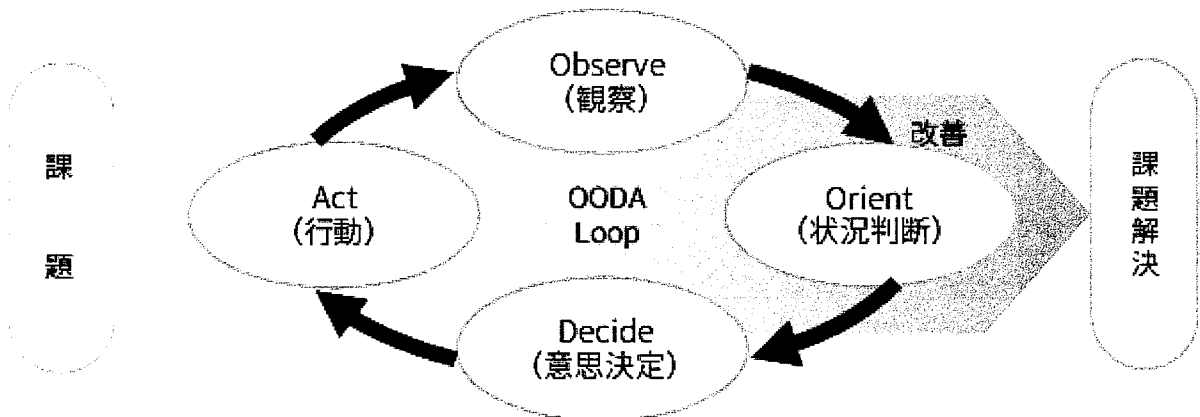 Observe
(観察)
改善
課題
Act
(行動)
OODA
Loop
Orient
(状況判断)
課題解決
Decide
(意思決定)